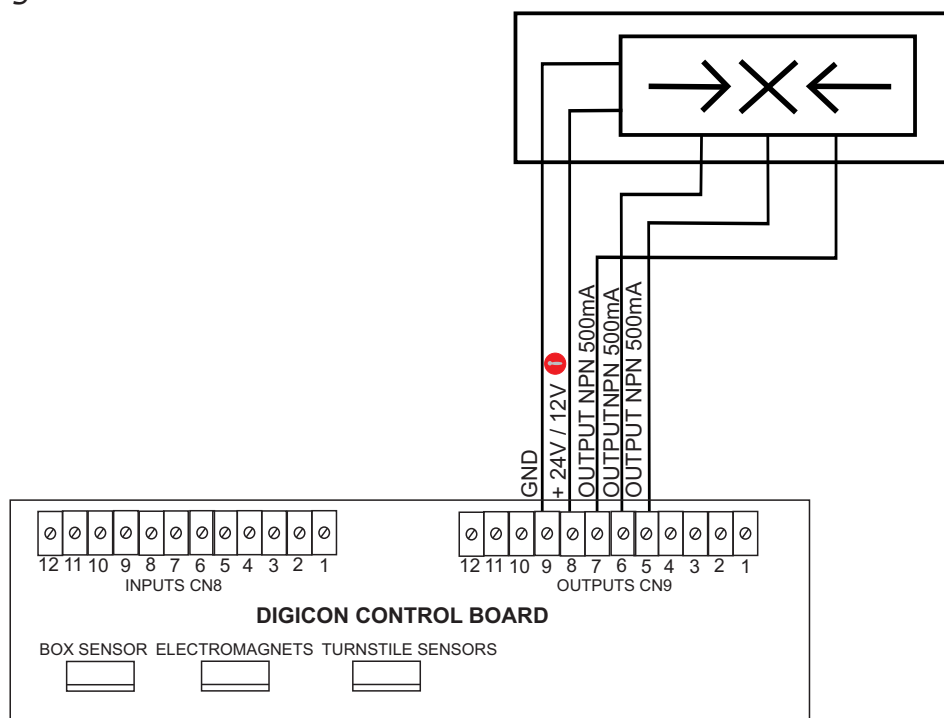 GND
+ 24V / 12V
OUTPUT NPN 500mA
OUTPUTNPN 500mA
OUTPUT NPN 500mA
12 11 10 9 8 7 6 5 4 3 2 1
INPUTS CN8
12 11 10 9 8 7 6 5 4 3 2 1
OUTPUTS CN9
DIGICON CONTROL BOARD
BOX SENSOR
ELECTROMAGNETS
TURNSTILE SENSORS